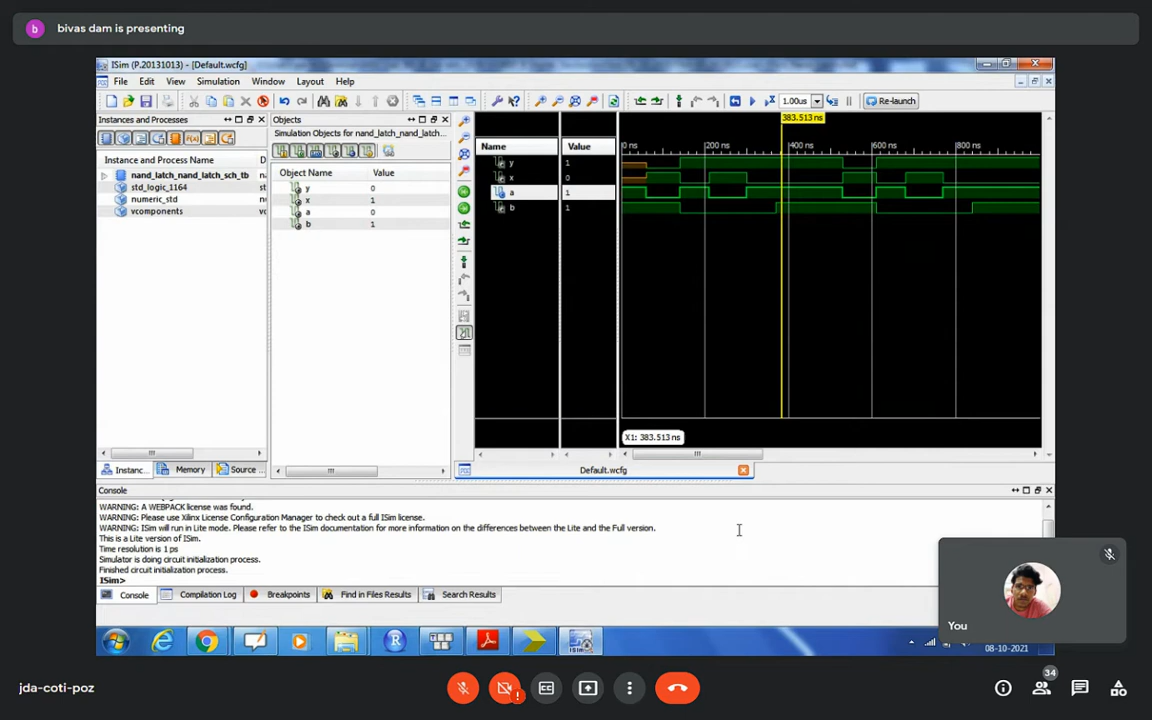 b bivas dam is presenting
ISim (P.20131013) - [Default.wcfg]
File Edit View Simulation Window Layout Help
1.00us Re-launch
Instances and Processes
Objects
Simulation Objects for nand_latch_nand_latch...
383.513 ns
Instance and Process Name D
nand_latch_nand_latch_sch_tb na
std_logic_1164 st
numeric_std nu
vcomponents vc
Object Name Value
y 0
x 1
a 0
b 1
Name Value
y 1
x 0
a 1
b 1
0 ns 200 ns 400 ns 600 ns 800 ns
X1: 383.513 ns
Instanc... Memory Source ...
Default.wcfg
Console
WARNING: A WEBPACK license was found.
WARNING: Please use Xilinx License Configuration Manager to check out a full ISim license.
WARNING: ISim will run in Lite mode. Please refer to the ISim documentation for more information on the differences between the Lite and the Full version.
This is a Lite version of ISim.
Time resolution is 1 ps
Simulator is doing circuit initialization process.
Finished circuit initialization process.
ISim>
Console Compilation Log Breakpoints Find in Files Results Search Results
You
08-10-2021
jda-coti-poz
34